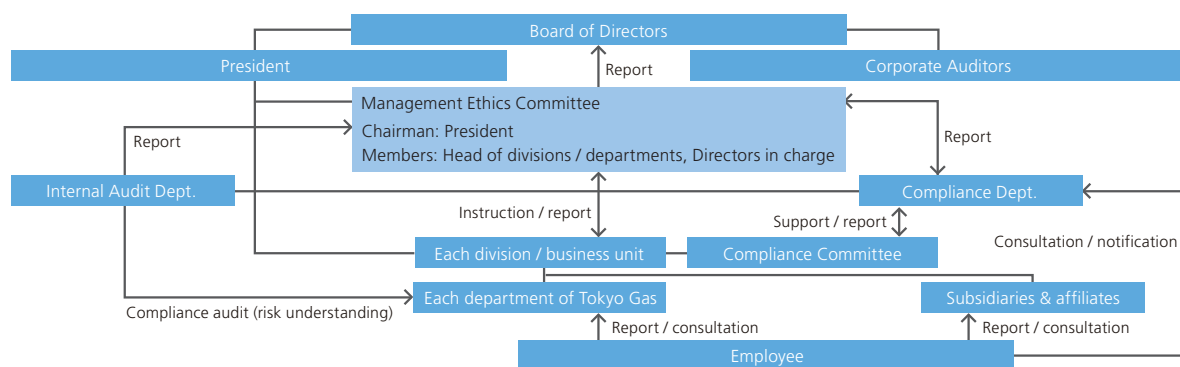 Board of Directors
President
Corporate Auditors
Report
Management Ethics Committee
Chairman: President
Members: Head of divisions / departments, Directors in charge
Report
Report
Internal Audit Dept.
Compliance Dept.
Instruction / report
Support / report
Consultation / notification
Each division / business unit
Compliance Committee
Each department of Tokyo Gas
Subsidiaries & affiliates
Compliance audit (risk understanding)
Report / consultation
Report / consultation
Employee